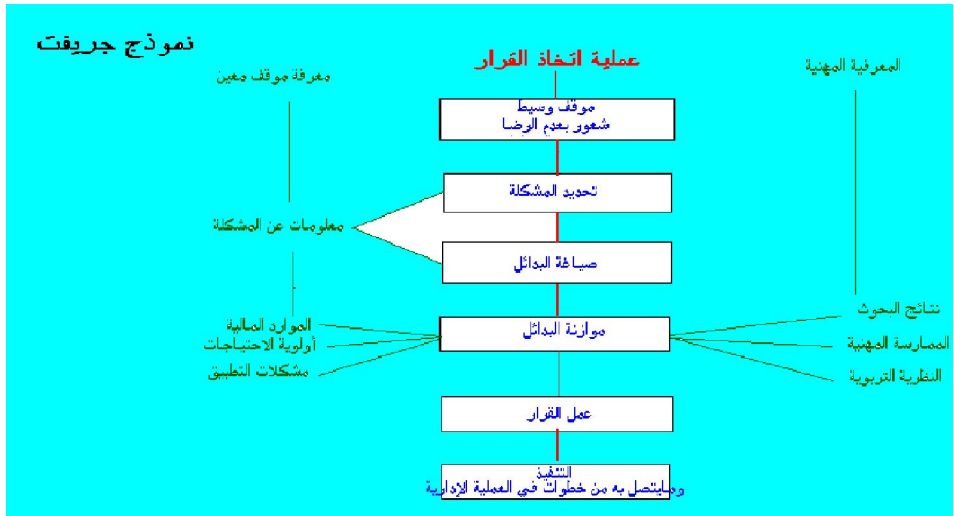 نموذج جريفت
عملية اتخاذ القرار
المعرفية المهنية
معرفة موقف معين
موقف وسيط
شعور بعدم الرضا
تحديد المشكلة
معلومات عن المشكلة
صياغة البدائل
نتائج البحوث
الموارد المالية
موازنة البدائل
الممارسة المهنية
أولوية الاحتياجات
النظرية التربوية
مشكلات التطبيق
عمل القرار
التنفيذ
ومايتصل به من خطوات في العملية الإدارية